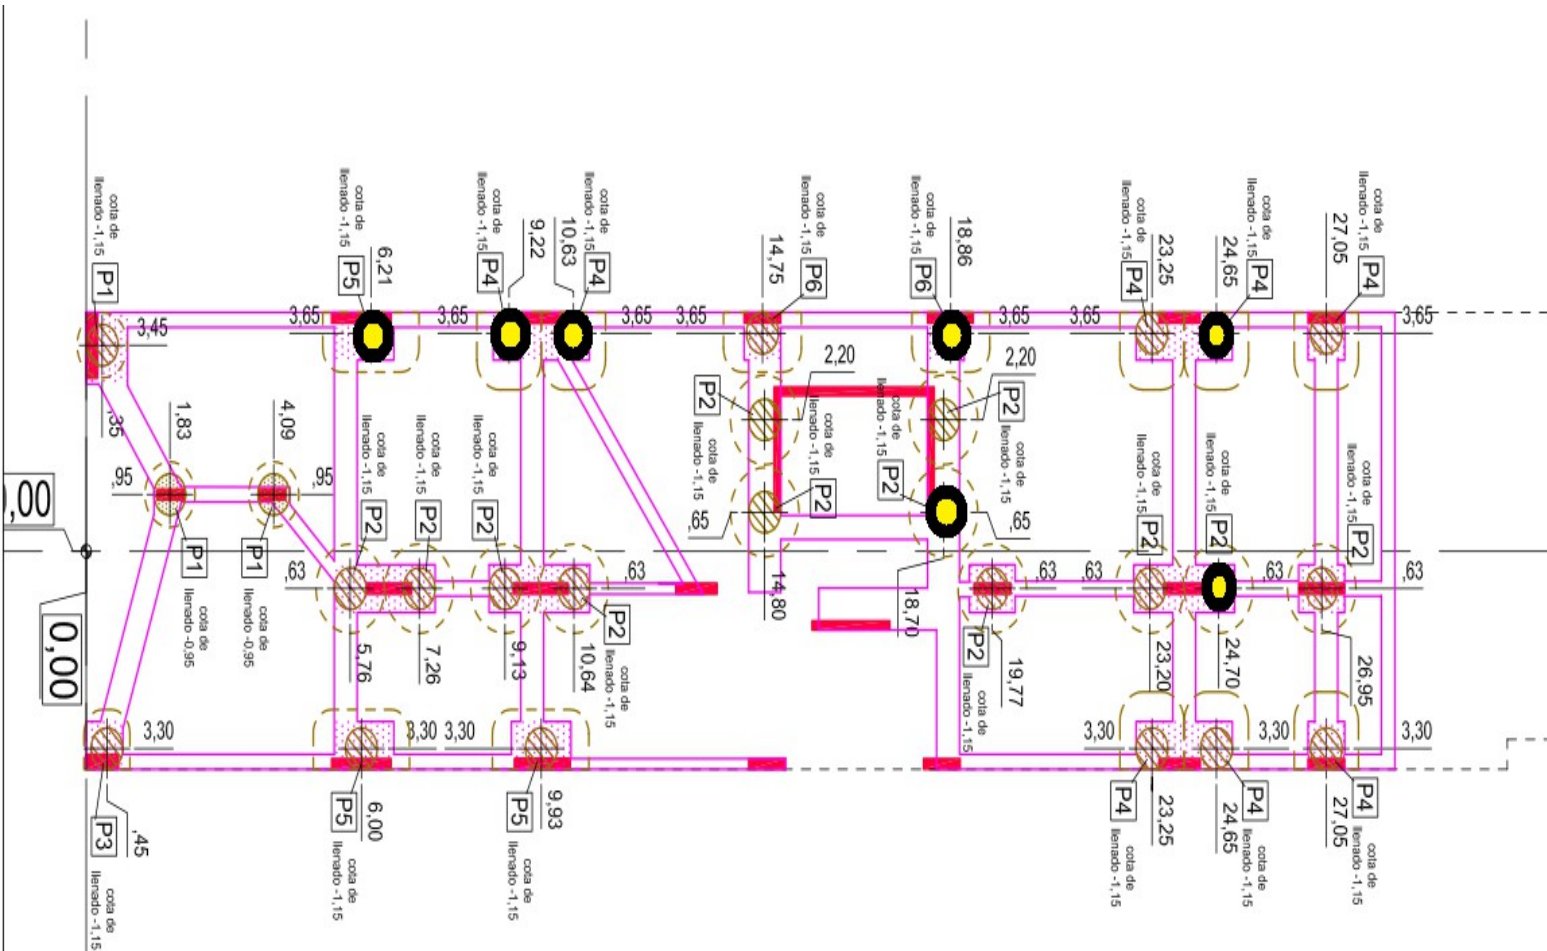 cota de
llenado -1,15
P1
cota de
llenado -1,15
P5
6,21
cota de
llenado -1,15
P4
9,22
10,63
cota de
llenado -1,15
P4
14,75
cota de
llenado -1,15
P6
cota de
llenado -1,15
P6
18,86
cota de
llenado -1,15
P4
23,25
24,65
cota de
llenado -1,15
P4
27,05
cota de
llenado -1,15
P4
3,45
3,65
3,65
3,65
3,65
3,65
3,65
3,65
,35
1,83
4,09
,95
,95
P1
cota de
llenado -0,95
P1
cota de
llenado -0,95
cota de
llenado -1,15
P2
cota de
llenado -1,15
P2
cota de
llenado -1,15
P2
P2
cota de
llenado -1,15
2,20
cota de
llenado -1,15
P2
cota de
llenado -1,15
P2
2,20
P2
cota de
llenado -1,15
,65
,65
cota de
llenado -1,15
P2
cota de
llenado -1,15
P2
cota de
llenado -1,15
P2
0,00
0,00
,63
,63
,63
,63
,63
,63
5,76
7,26
9,13
10,64
P2
cota de
llenado -1,15
14,80
18,70
P2
cota de
llenado -1,15
19,77
23,20
24,70
26,95
3,30
3,30
3,30
3,30
3,30
3,30
P3
,45
cota de
llenado -1,15
P5
6,00
cota de
llenado -1,15
P5
9,93
cota de
llenado -1,15
P4
23,25
cota de
llenado -1,15
24,65
P4
cota de
llenado -1,15
27,05
P4
cota de
llenado -1,15